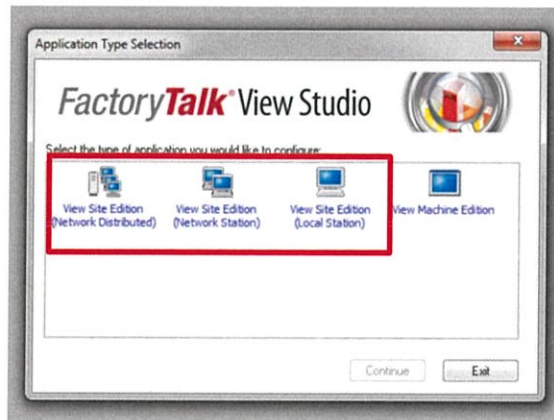 Application Type Selection
FactoryTalk® View Studio
Select the type of application you would like to configure:
View Site Edition (Network Distributed)
View Site Edition (Network Station)
View Site Edition (Local Station)
View Machine Edition
Continue
Exit